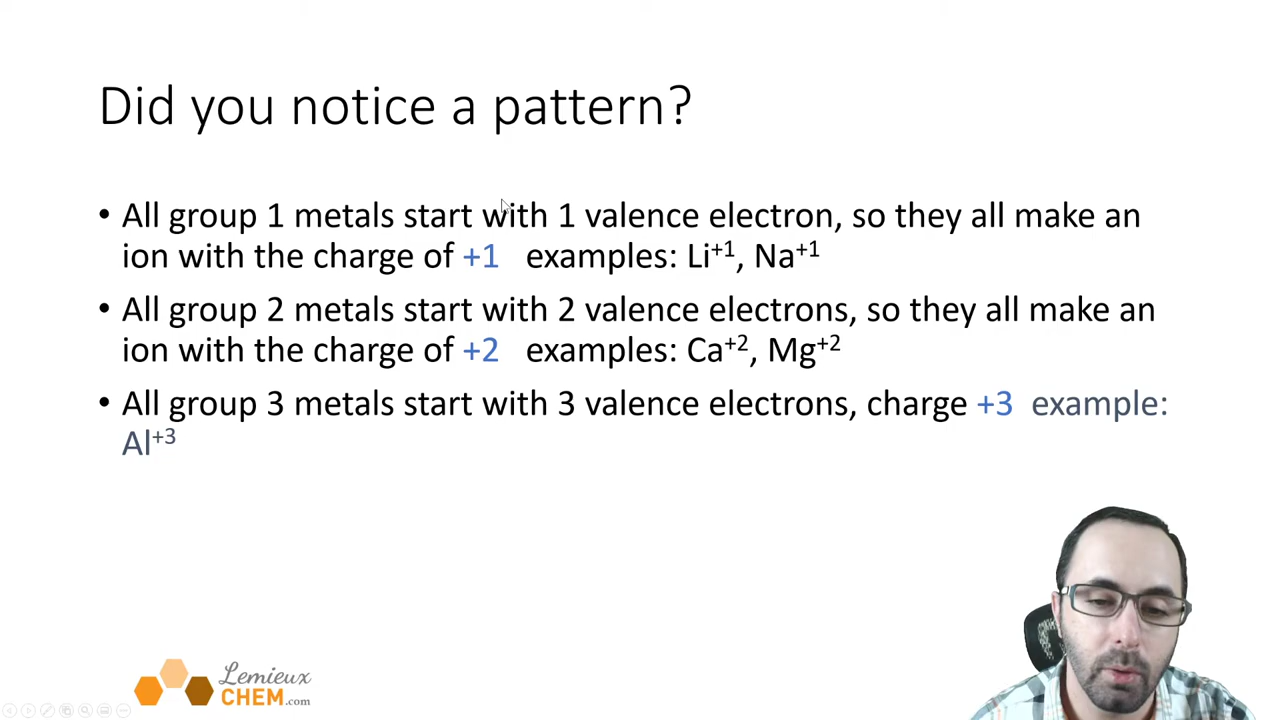 Did you notice a pattern?
• All group 1 metals start with 1 valence electron, so they all make an
ion with the charge of +1 examples: Li⁺¹, Na⁺¹
• All group 2 metals start with 2 valence electrons, so they all make an
ion with the charge of +2 examples: Ca⁺², Mg⁺²
• All group 3 metals start with 3 valence electrons, charge +3 example:
Al⁺³
Lemieux
CHEM.com